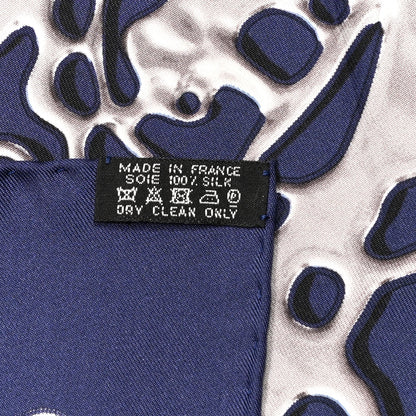 MADE IN FRANCE
SOIE 100% SILK
P
DRY CLEAN ONLY